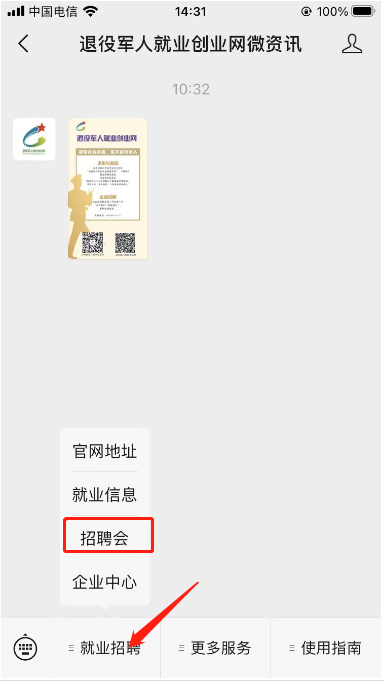 中国电信
14:31
100%
退役军人就业创业网微资讯
10:32
退役军人就业创业网
官网地址
就业信息
招聘会
企业中心
就业招聘
更多服务
使用指南